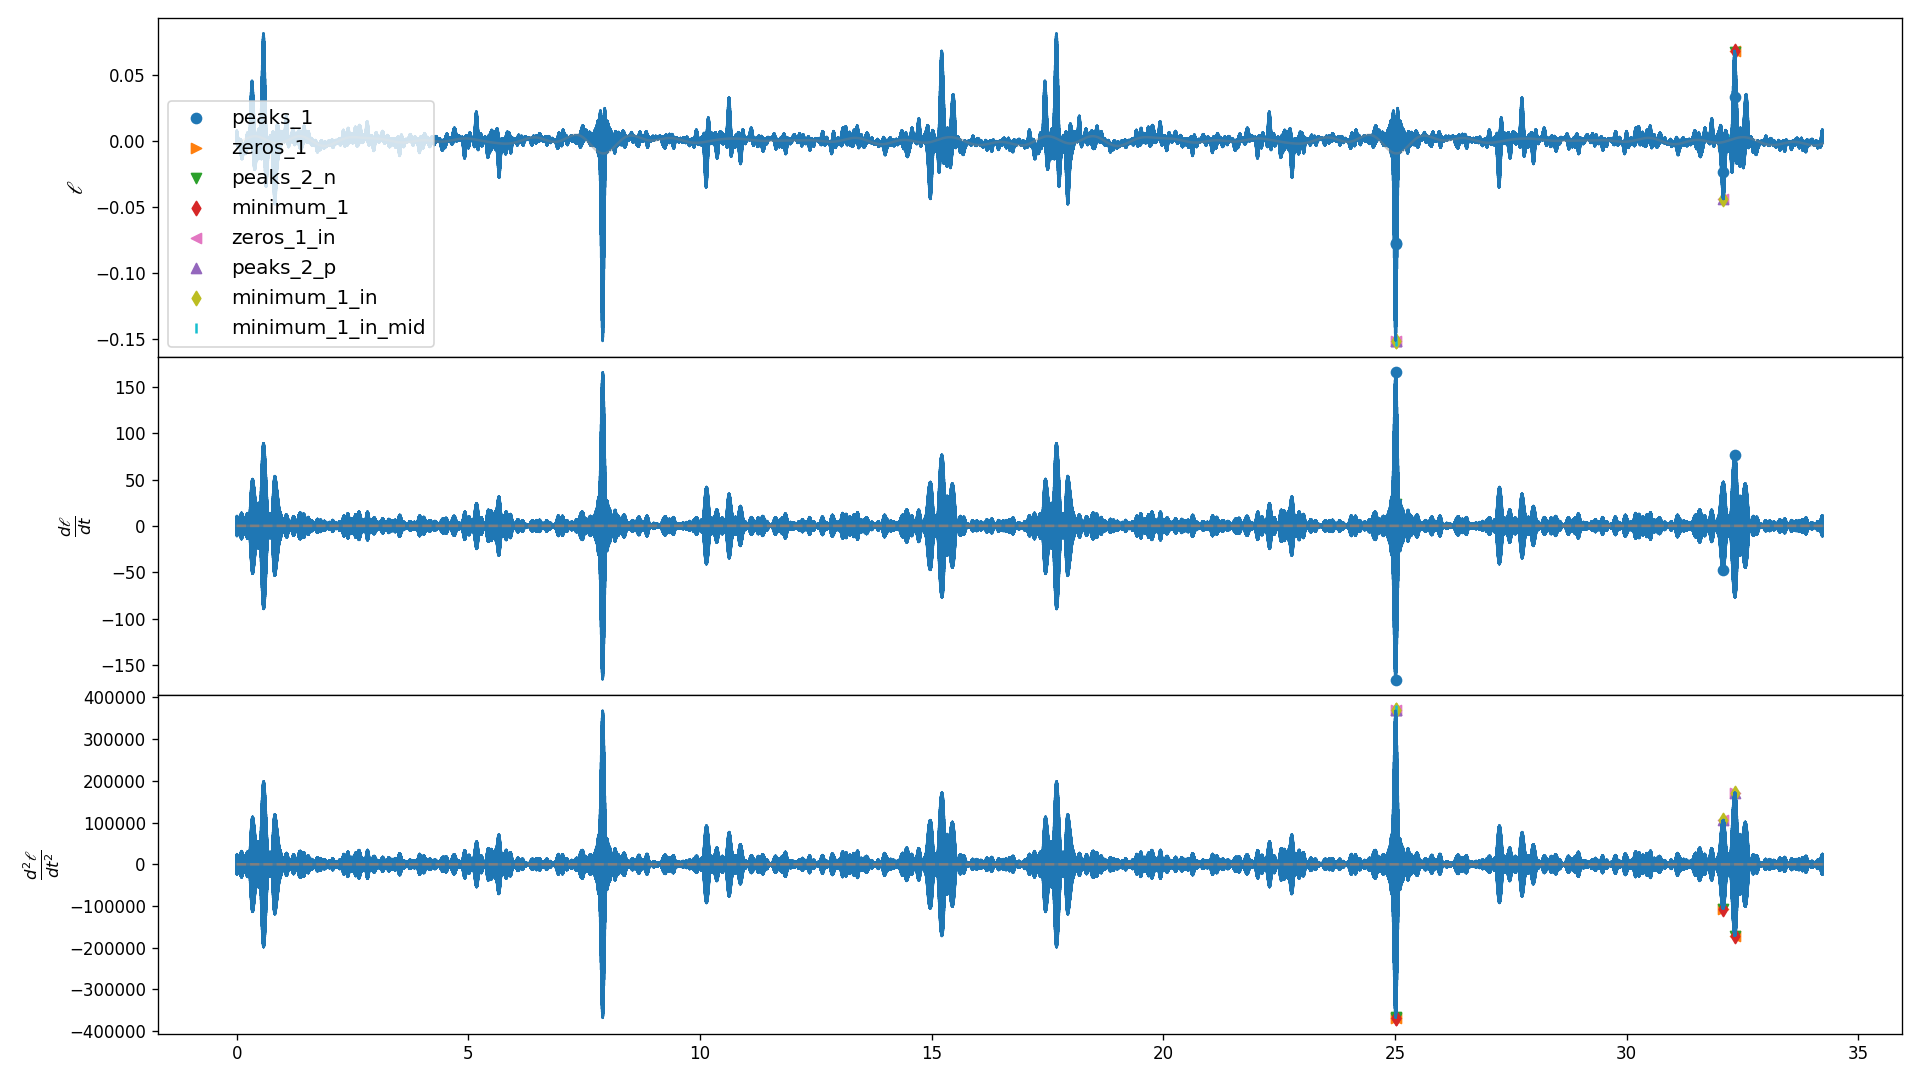 0.05
0.00
−0.05
−0.10
−0.15
ℓ
peaks_1
zeros_1
peaks_2_n
minimum_1
zeros_1_in
peaks_2_p
minimum_1_in
minimum_1_in_mid
150
100
50
0
−50
−100
−150
dℓ
dt
400000
300000
200000
100000
0
−100000
−200000
−300000
−400000
d²ℓ
dt²
0 5 10 15 20 25 30 35